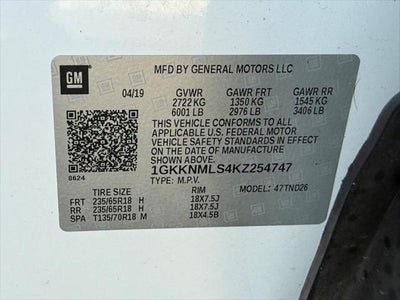 GM
MFD BY GENERAL MOTORS LLC
04/19 GVWR GAWR FRT GAWR RR
2722 KG 1350 KG 1545 KG
6001 LB 2976 LB 3406 LB
THIS VEHICLE CONFORMS TO ALL
APPLICABLE U.S. FEDERAL MOTOR
VEHICLE SAFETY STANDARDS IN EFFECT ON
THE DATE OF MANUFACTURE SHOWN ABOVE.
1GKKNMLS4KZ254747
8624
TYPE: M.P.V. MODEL: 47TND26
TIRE SIZE RIM
FRT 235/65R18 H 18X7.5J
RR 235/65R18 H 18X7.5J
SPA T135/70R18 M 18X4.5B